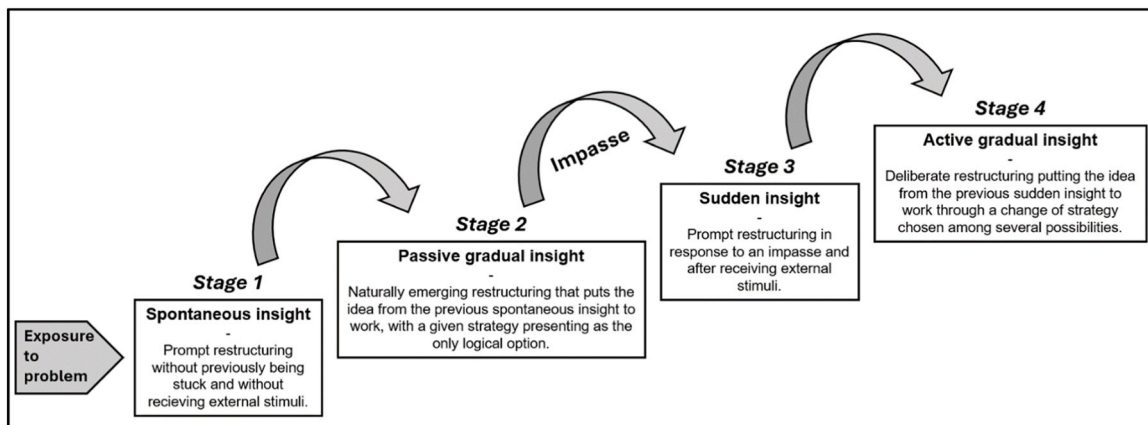 Exposure
to
problem
Stage 1
Spontaneous insight
-
Prompt restructuring
without previously being
stuck and without
recieving external stimuli.
Stage 2
Passive gradual insight
-
Naturally emerging restructuring that puts the
idea from the previous spontaneous insight to
work, with a given strategy presenting as the
only logical option.
Impasse
Stage 3
Sudden insight
-
Prompt restructuring in
response to an impasse and
after receiving external
stimuli.
Stage 4
Active gradual insight
-
Deliberate restructuring putting the idea
from the previous sudden insight to
work through a change of strategy
chosen among several possibilities.